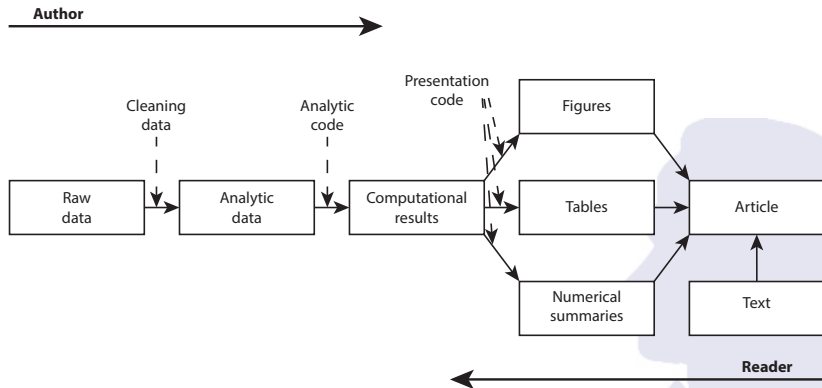 Author
Presentation
code
Figures
Cleaning
data
Analytic
code
Raw
data
Analytic
data
Computational
results
Tables
Article
Numerical
summaries
Text
Reader